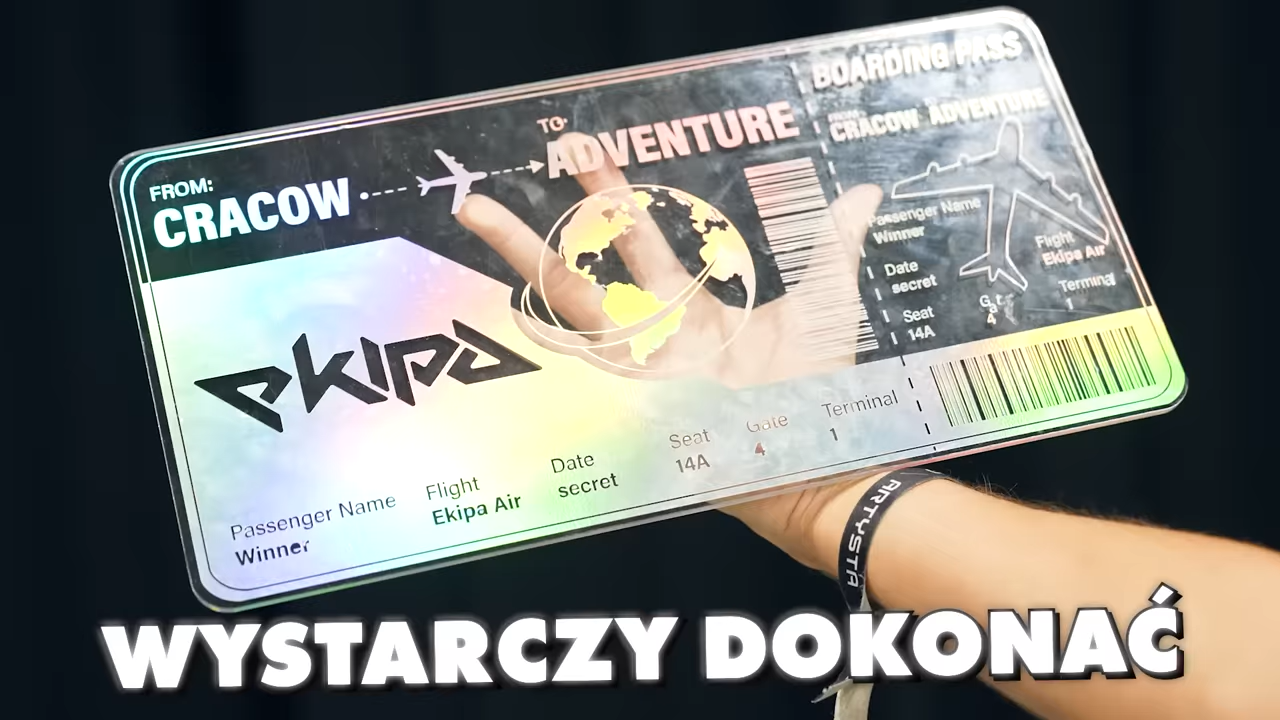 FROM:
CRACOW
TO:
ADVENTURE
ekipa
Passenger Name
Winner
Flight
Ekipa Air
Date
secret
Seat
14A
Gate
4
Terminal
1
BOARDING PASS
FROM:
CRACOW ADVENTURE
Passenger Name
Winner
Flight
Ekipa Air
Date
secret
Seat
14A
4
Terminal
1
ARTYSTA
WYSTARCZY DOKONAĆ